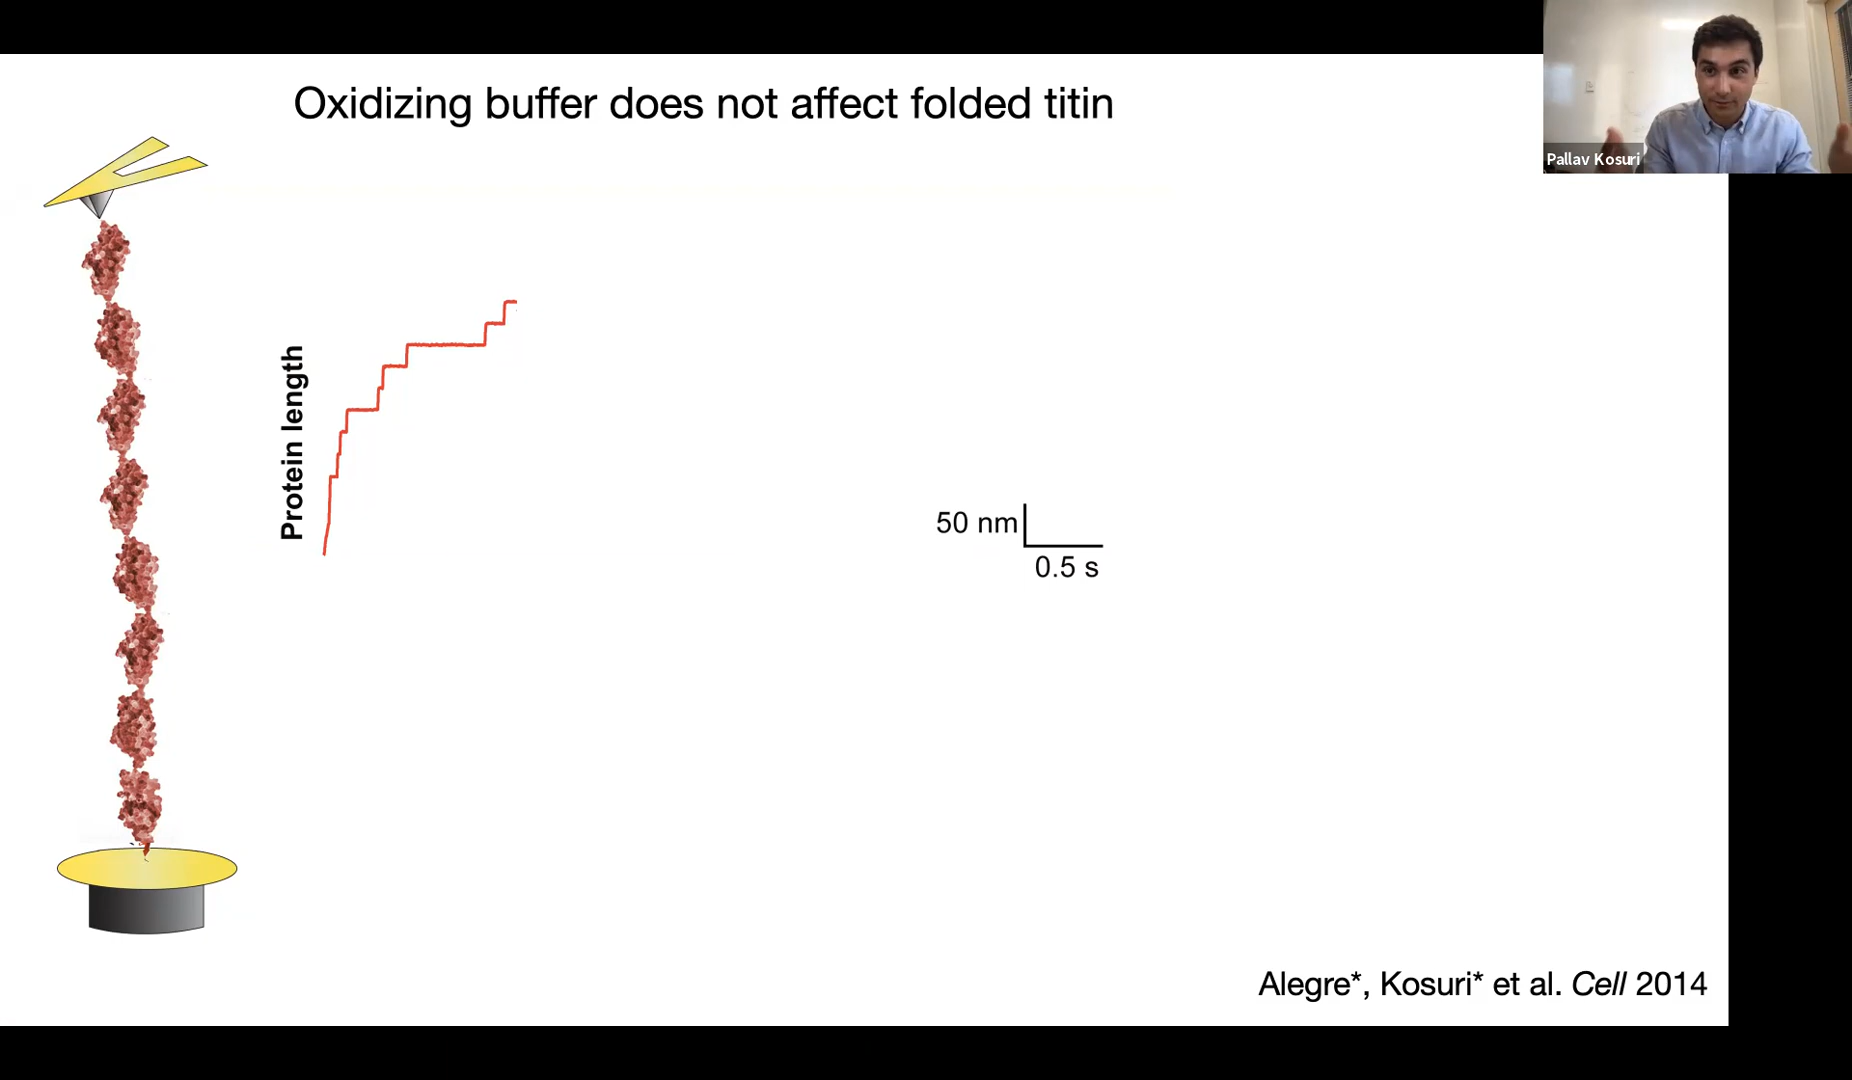 Oxidizing buffer does not affect folded titin
Pallav Kosuri
Protein length
50 nm
0.5 s
Alegre*, Kosuri* et al. Cell 2014